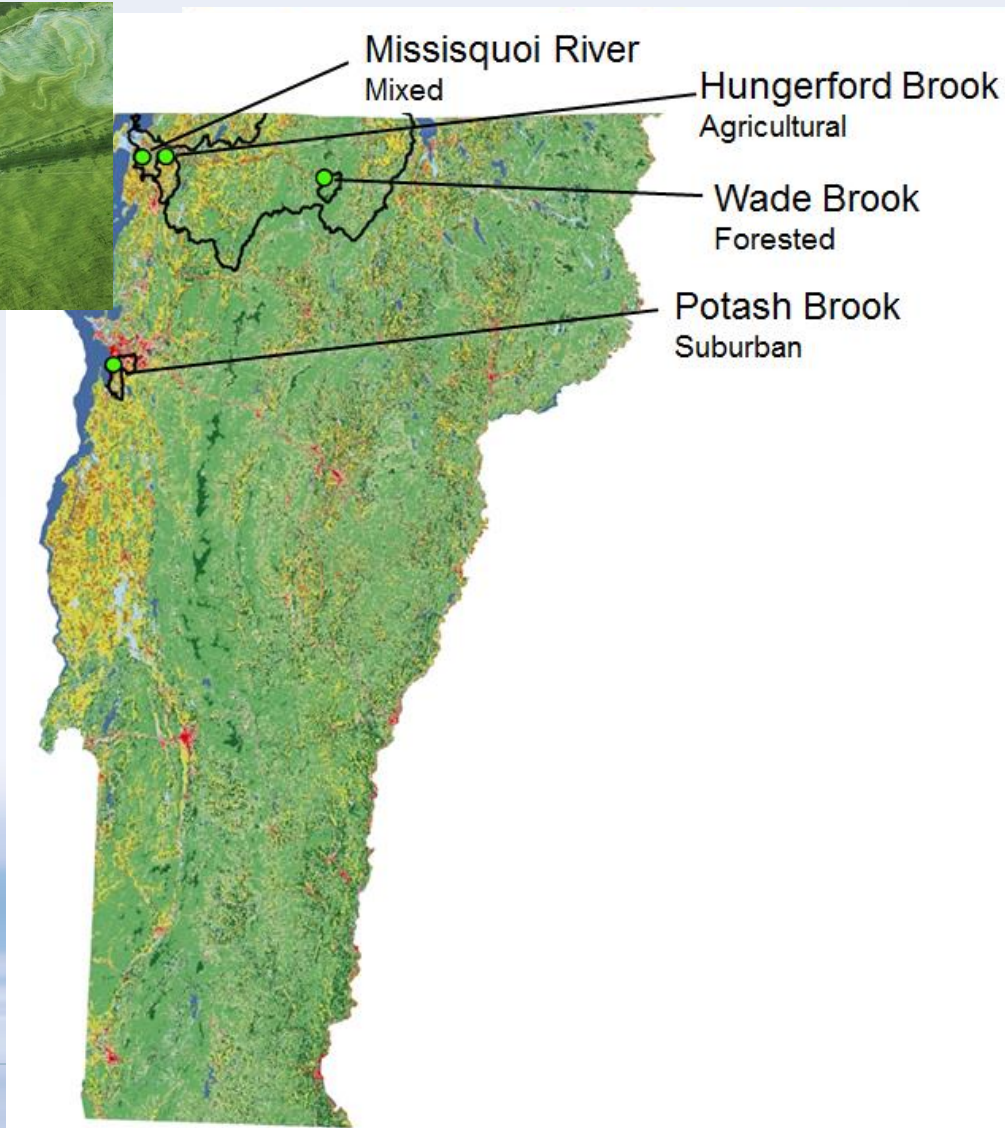 Missisquoi River
Mixed
Hungerford Brook
Agricultural
Wade Brook
Forested
Potash Brook
Suburban